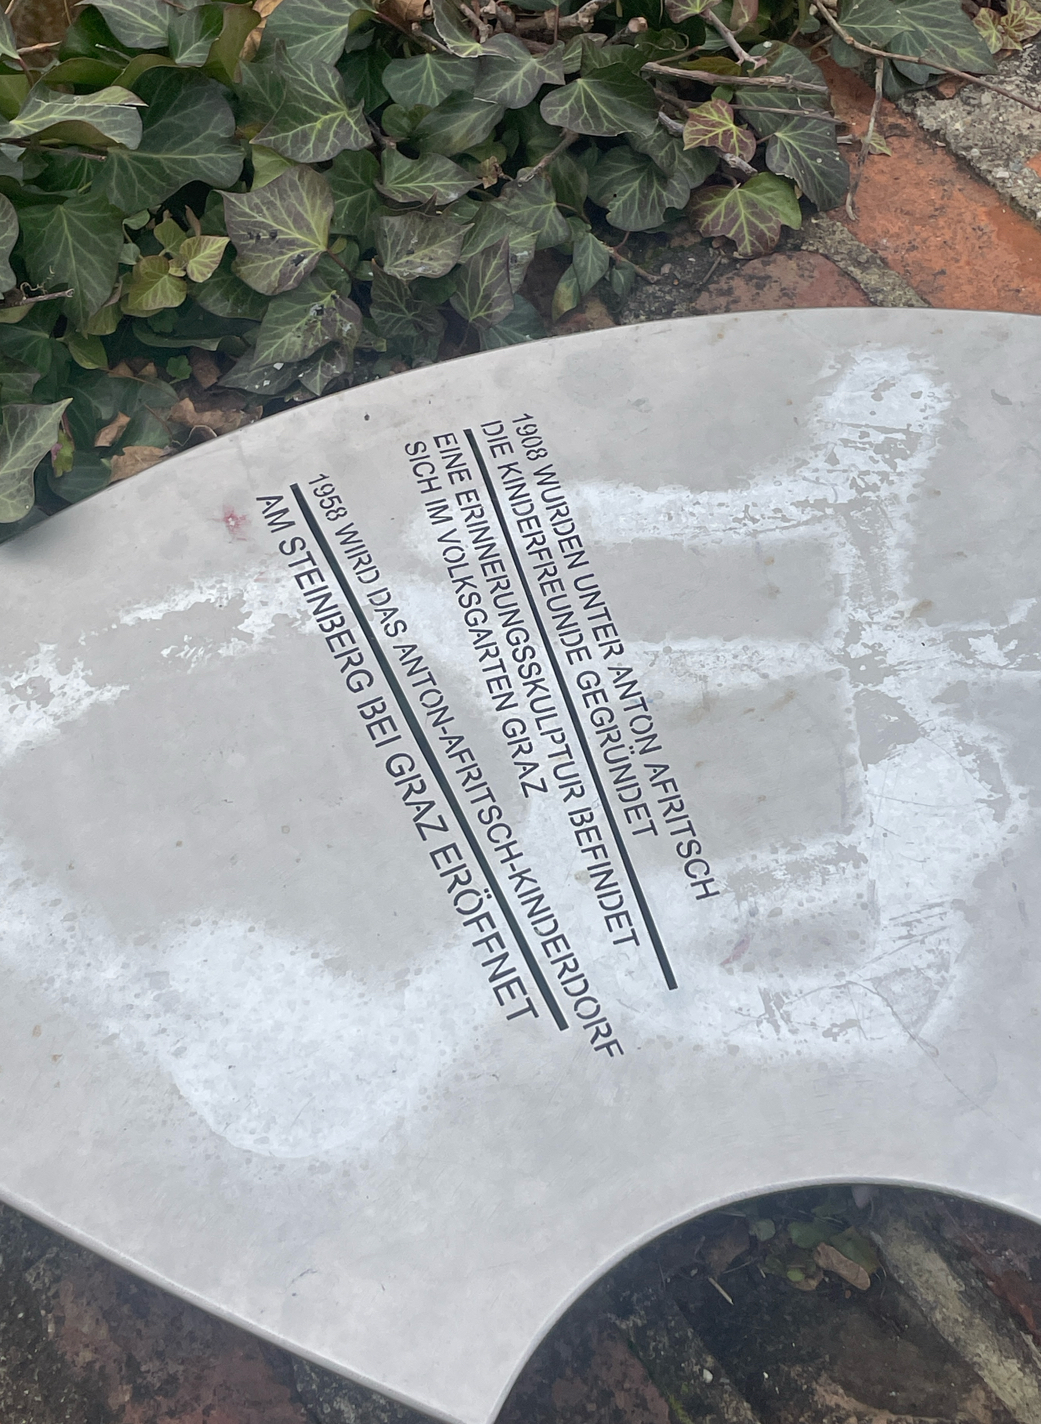 1908 WURDEN UNTER ANTON AFRITSCH
DIE KINDERFREUNDE GEGRÜNDET
EINE ERINNERUNGSSKULPTUR BEFINDET
SICH IM VOLKSGARTEN GRAZ
1958 WIRD DAS ANTON-AFRITSCH-KINDERDORF
AM STEINBERG BEI GRAZ ERÖFFNET